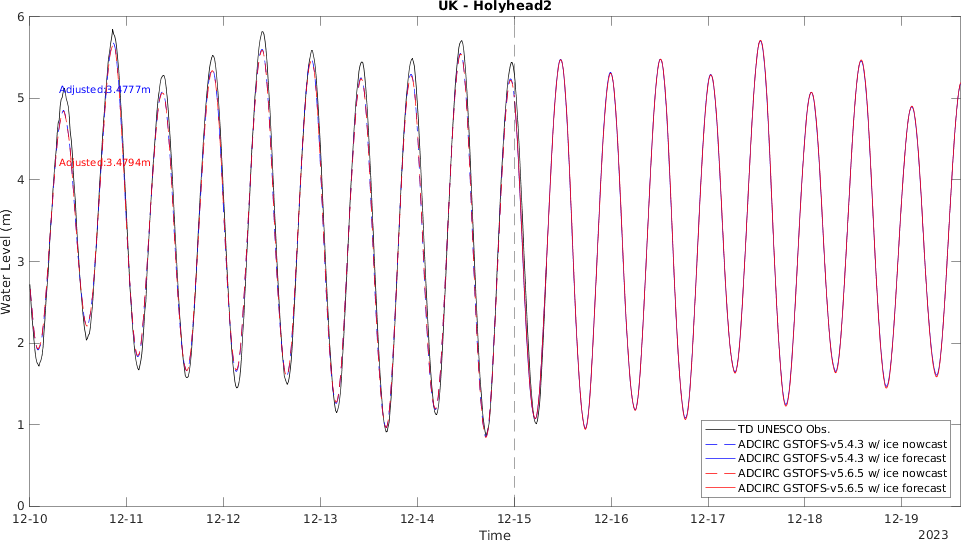 UK - Holyhead2
6
5
4
3
2
1
0
Water Level (m)
Adjusted:3.4777m
Adjusted:3.4794m
TD UNESCO Obs.
ADCIRC GSTOFS-v5.4.3 w/ ice nowcast
ADCIRC GSTOFS-v5.4.3 w/ ice forecast
ADCIRC GSTOFS-v5.6.5 w/ ice nowcast
ADCIRC GSTOFS-v5.6.5 w/ ice forecast
12-10 12-11 12-12 12-13 12-14 12-15 12-16 12-17 12-18 12-19
Time
2023